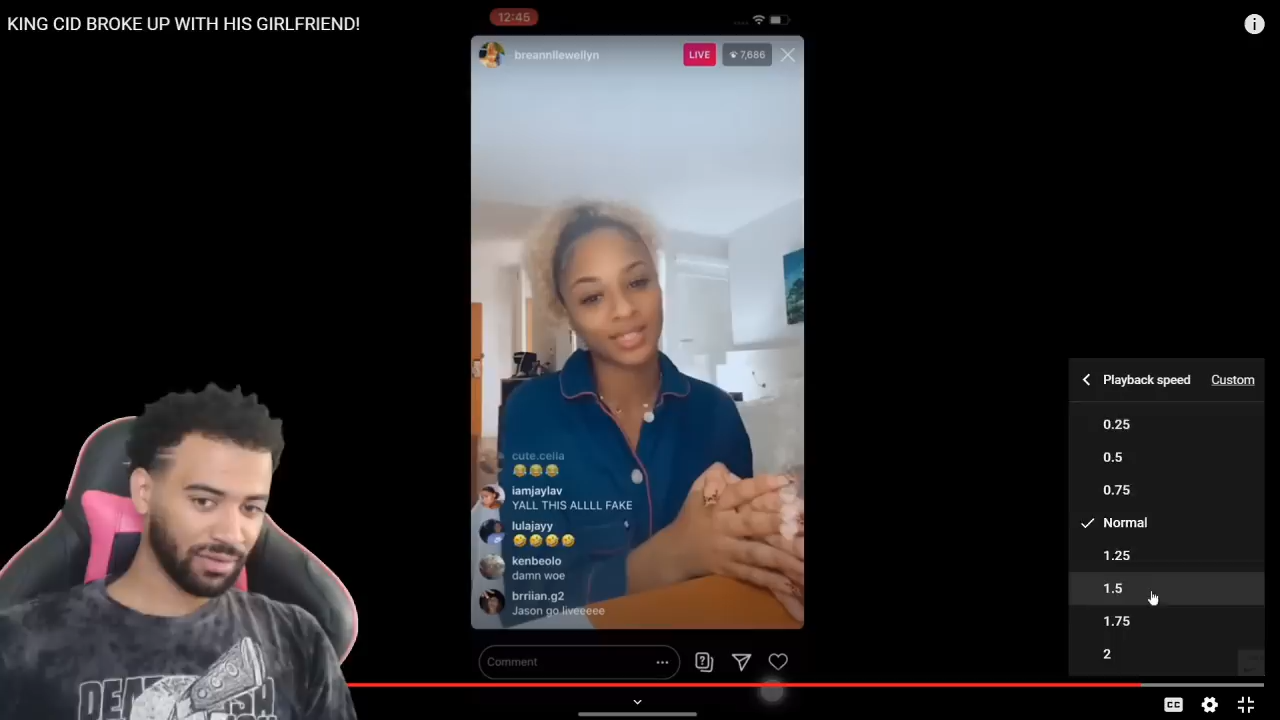 KING CID BROKE UP WITH HIS GIRLFRIEND!
12:45
breannllewellyn
LIVE
7,686
cute.cella
😂😂😂
iamjaylav
YALL THIS ALLLL FAKE
lulajayy
🤣🤣🤣🤣
kenbeolo
damn woe
brriian.g2
Jason go liveeeee
Comment
Playback speed
Custom
0.25
0.5
0.75
Normal
1.25
1.5
1.75
2
CC